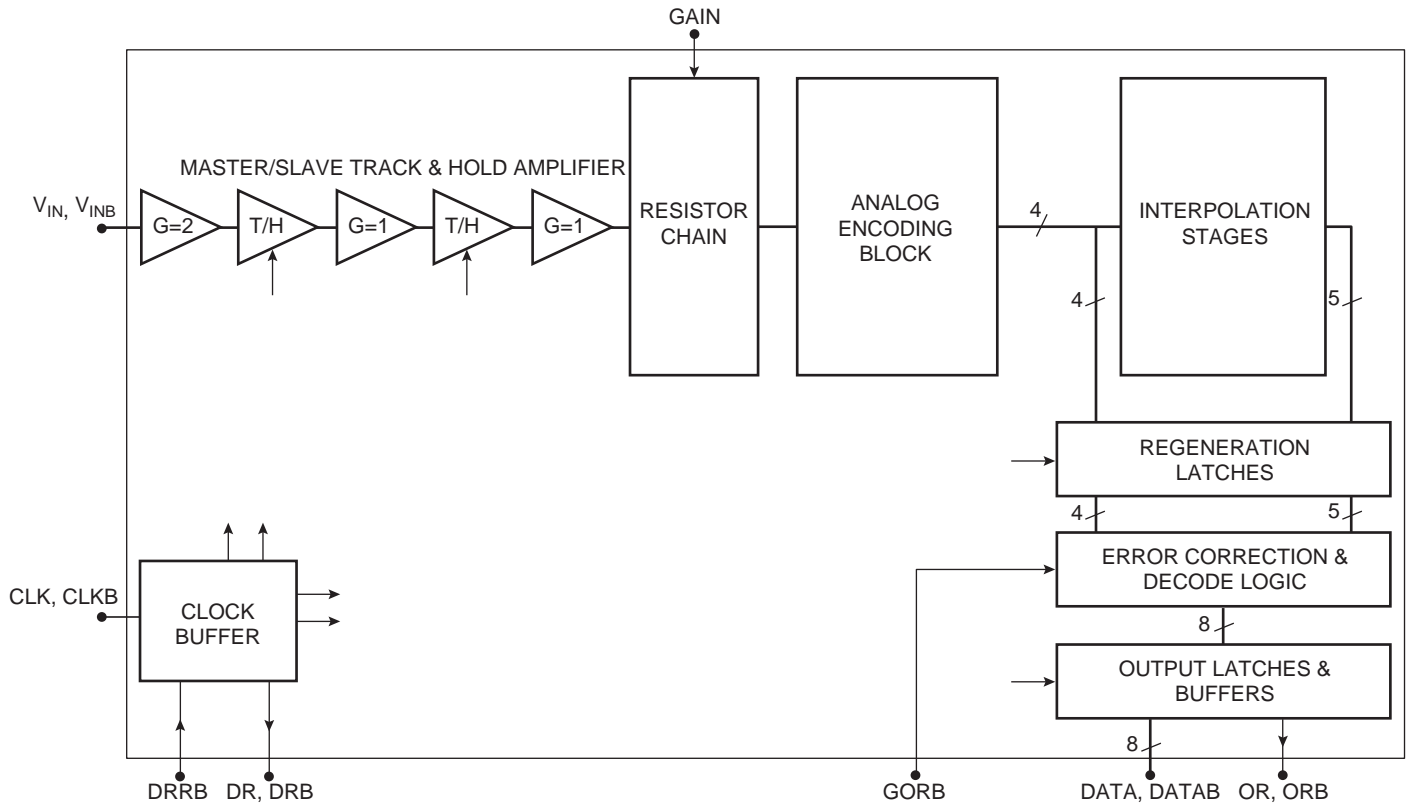 GAIN
MASTER/SLAVE TRACK & HOLD AMPLIFIER
VIN, VINB
G=2
T/H
G=1
T/H
G=1
RESISTOR
CHAIN
ANALOG
ENCODING
BLOCK
4
INTERPOLATION
STAGES
4
5
REGENERATION
LATCHES
4
5
ERROR CORRECTION &
DECODE LOGIC
CLK, CLKB
CLOCK
BUFFER
8
OUTPUT LATCHES &
BUFFERS
8
DRRB
DR, DRB
GORB
DATA, DATAB
OR, ORB